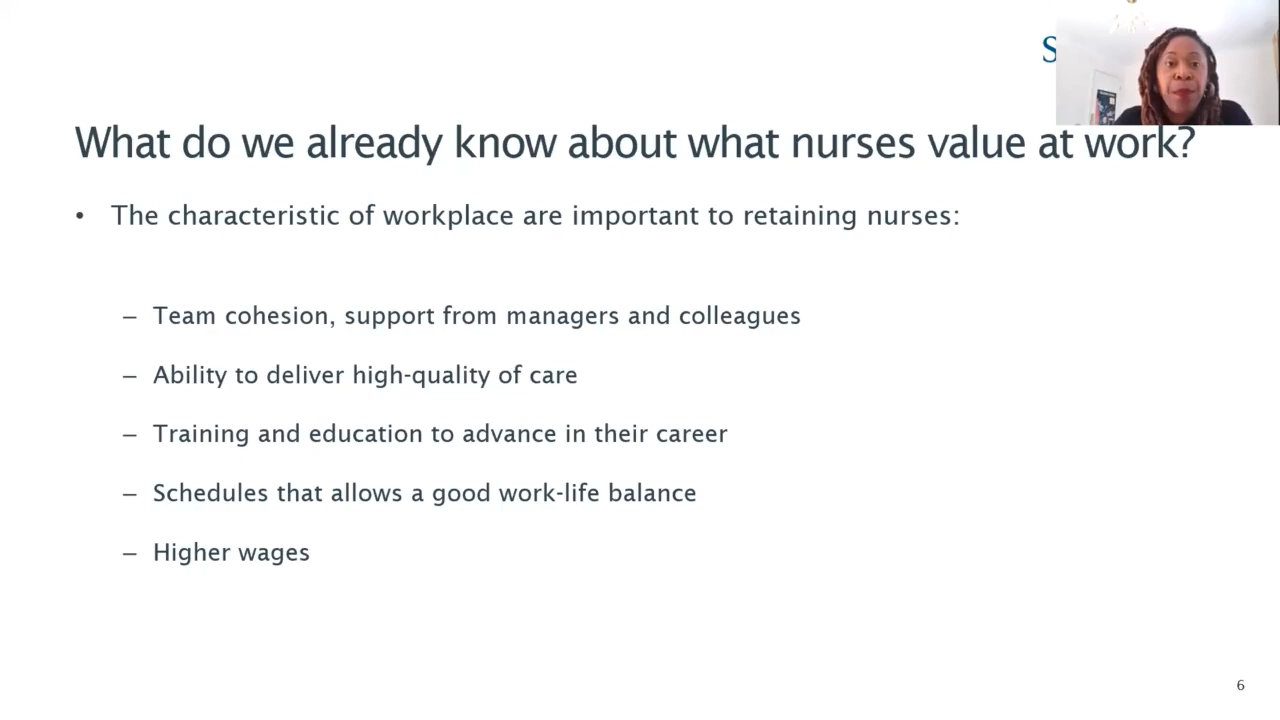 What do we already know about what nurses value at work?
• The characteristic of workplace are important to retaining nurses:
– Team cohesion, support from managers and colleagues
– Ability to deliver high-quality of care
– Training and education to advance in their career
– Schedules that allows a good work-life balance
– Higher wages
6